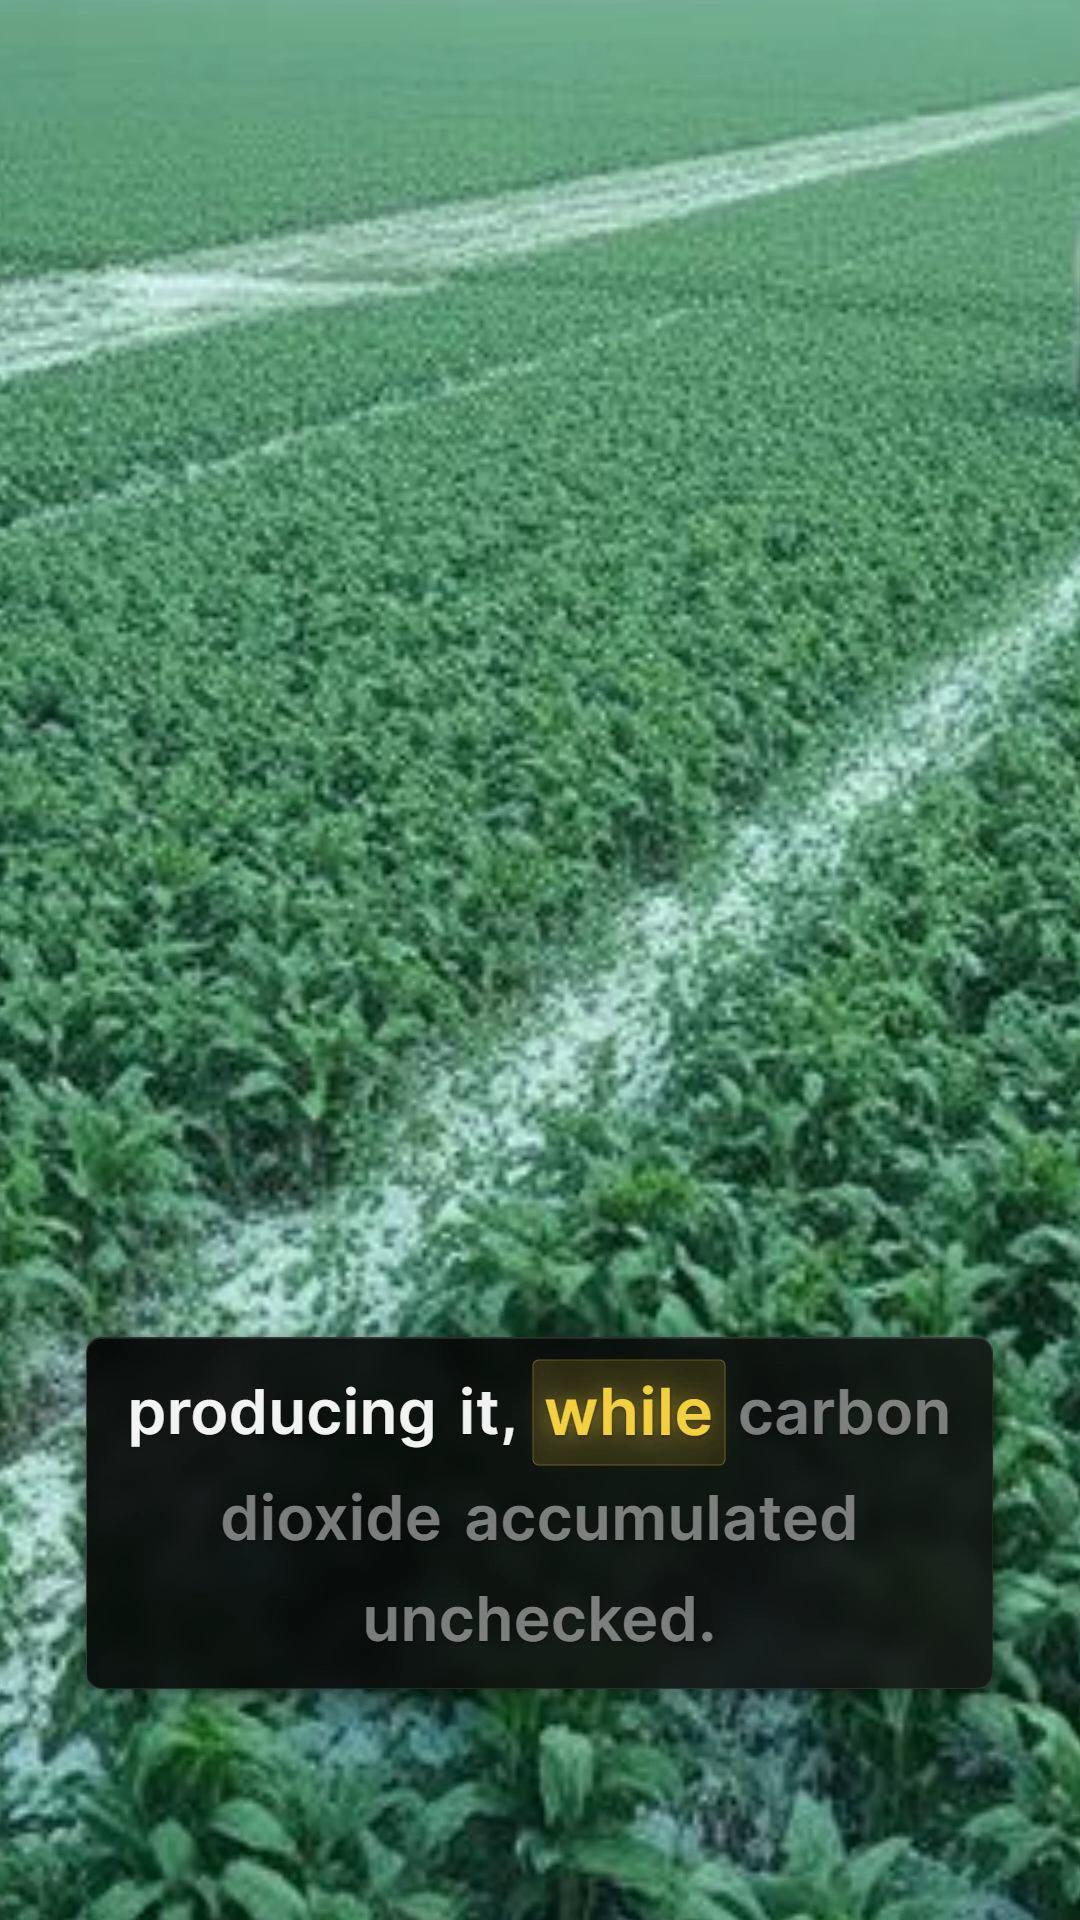 producing it, while carbon
dioxide accumulated
unchecked.